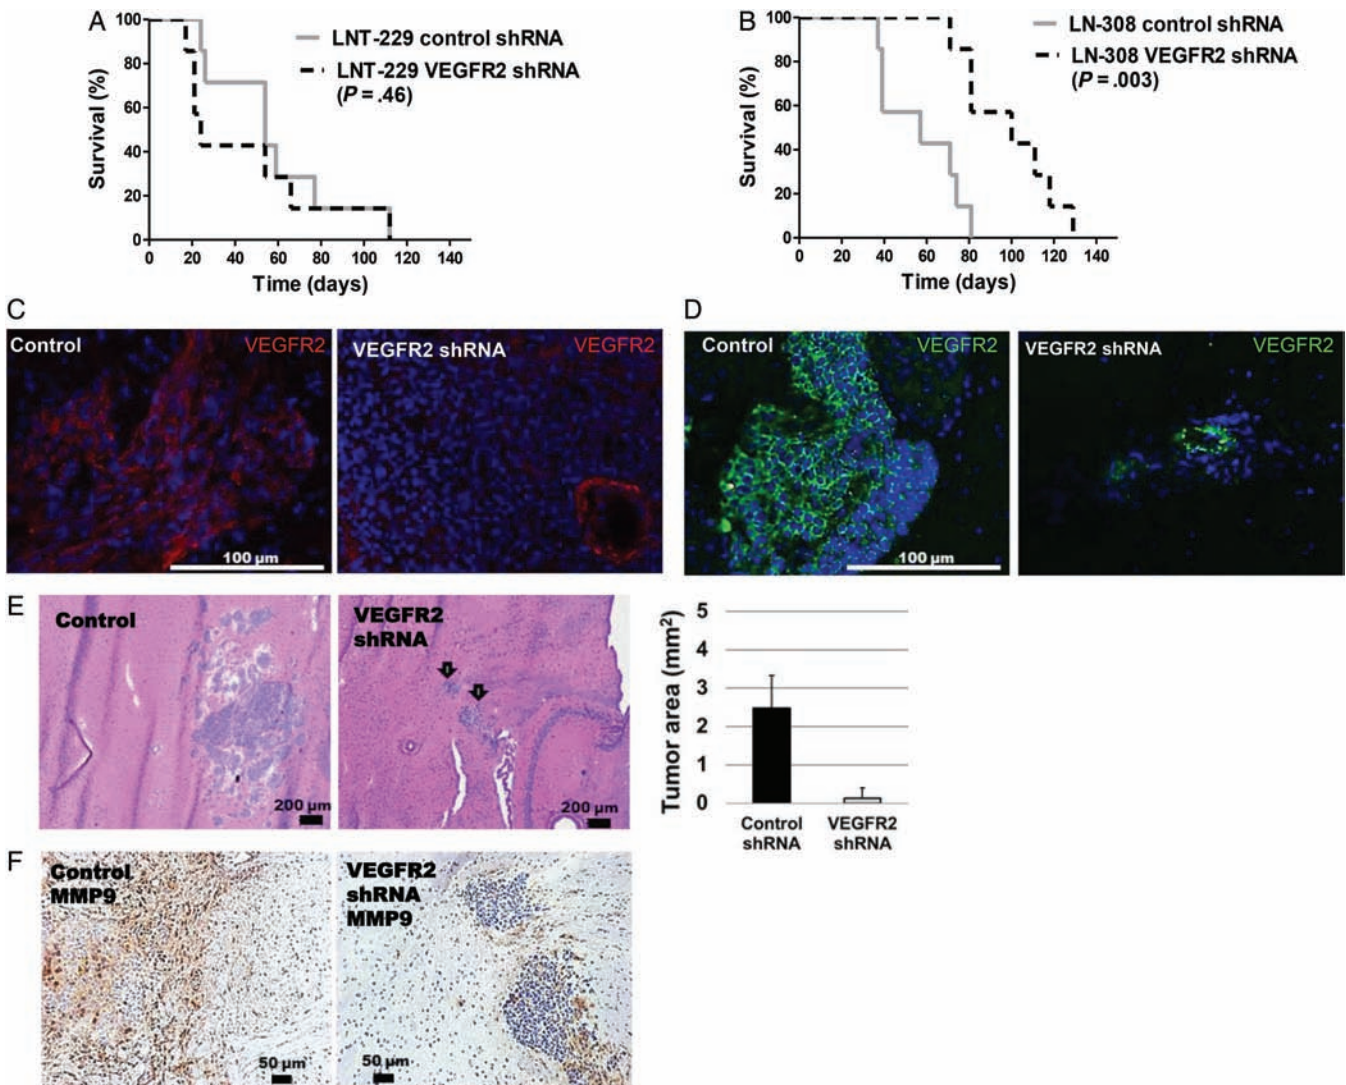 A
LNT-229 control shRNA
LNT-229 VEGFR2 shRNA
(P = .46)
Survival (%)
100
80
60
40
20
0
0 20 40 60 80 100 120 140
Time (days)
B
LN-308 control shRNA
LN-308 VEGFR2 shRNA
(P = .003)
Survival (%)
100
80
60
40
20
0
0 20 40 60 80 100 120 140
Time (days)
C
Control VEGFR2
100 µm
VEGFR2 shRNA VEGFR2
D
Control VEGFR2
100 µm
VEGFR2 shRNA VEGFR2
E
Control
200 µm
VEGFR2
shRNA
200 µm
Tumor area (mm²)
5
4
3
2
1
0
Control
shRNA
VEGFR2
shRNA
F
Control
MMP9
50 µm
VEGFR2
shRNA
MMP9
50 µm